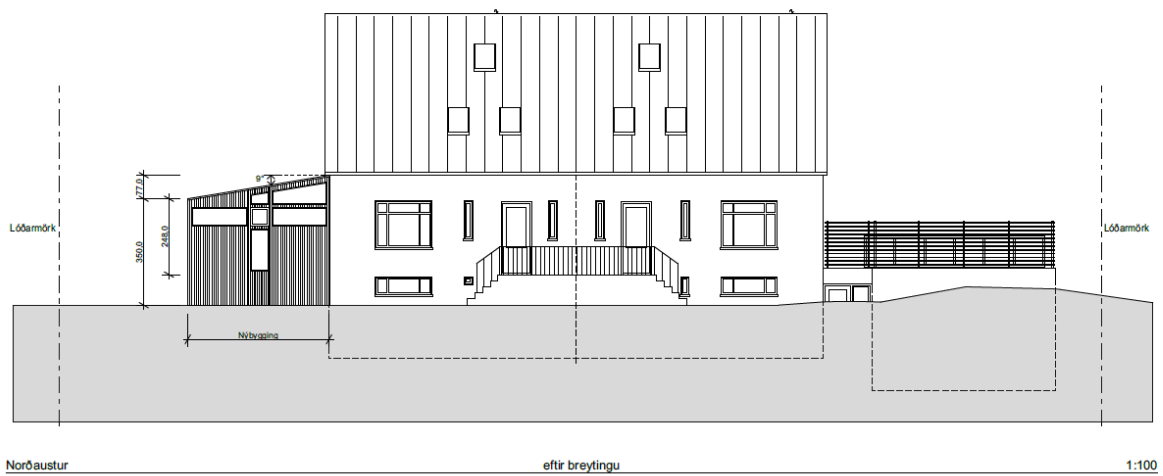 9°
77,0
Lóðarmörk
350,0
248,0
Lóðarmörk
Nýbygging
Norðaustur
eftir breytingu
1:100